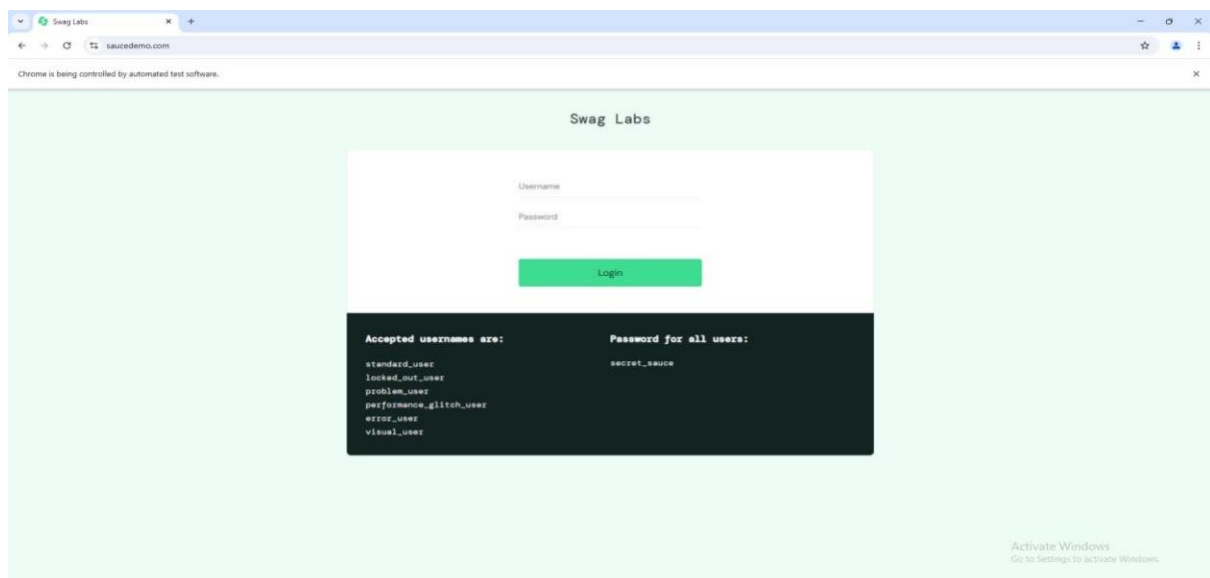 Swag Labs
saucedemo.com
Chrome is being controlled by automated test software.
Swag Labs
Username
Password
Login
Accepted usernames are:
standard_user
locked_out_user
problem_user
performance_glitch_user
error_user
visual_user
Password for all users:
secret_sauce
Activate Windows
Go to Settings to activate Windows.